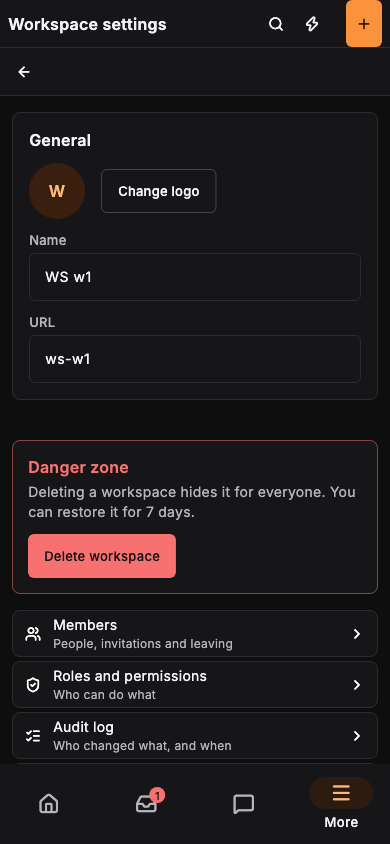 Workspace settings
General
W
Change logo
Name
WS w1
URL
ws-w1
Danger zone
Deleting a workspace hides it for everyone. You
can restore it for 7 days.
Delete workspace
Members
People, invitations and leaving
Roles and permissions
Who can do what
Audit log
Who changed what, and when
1
More